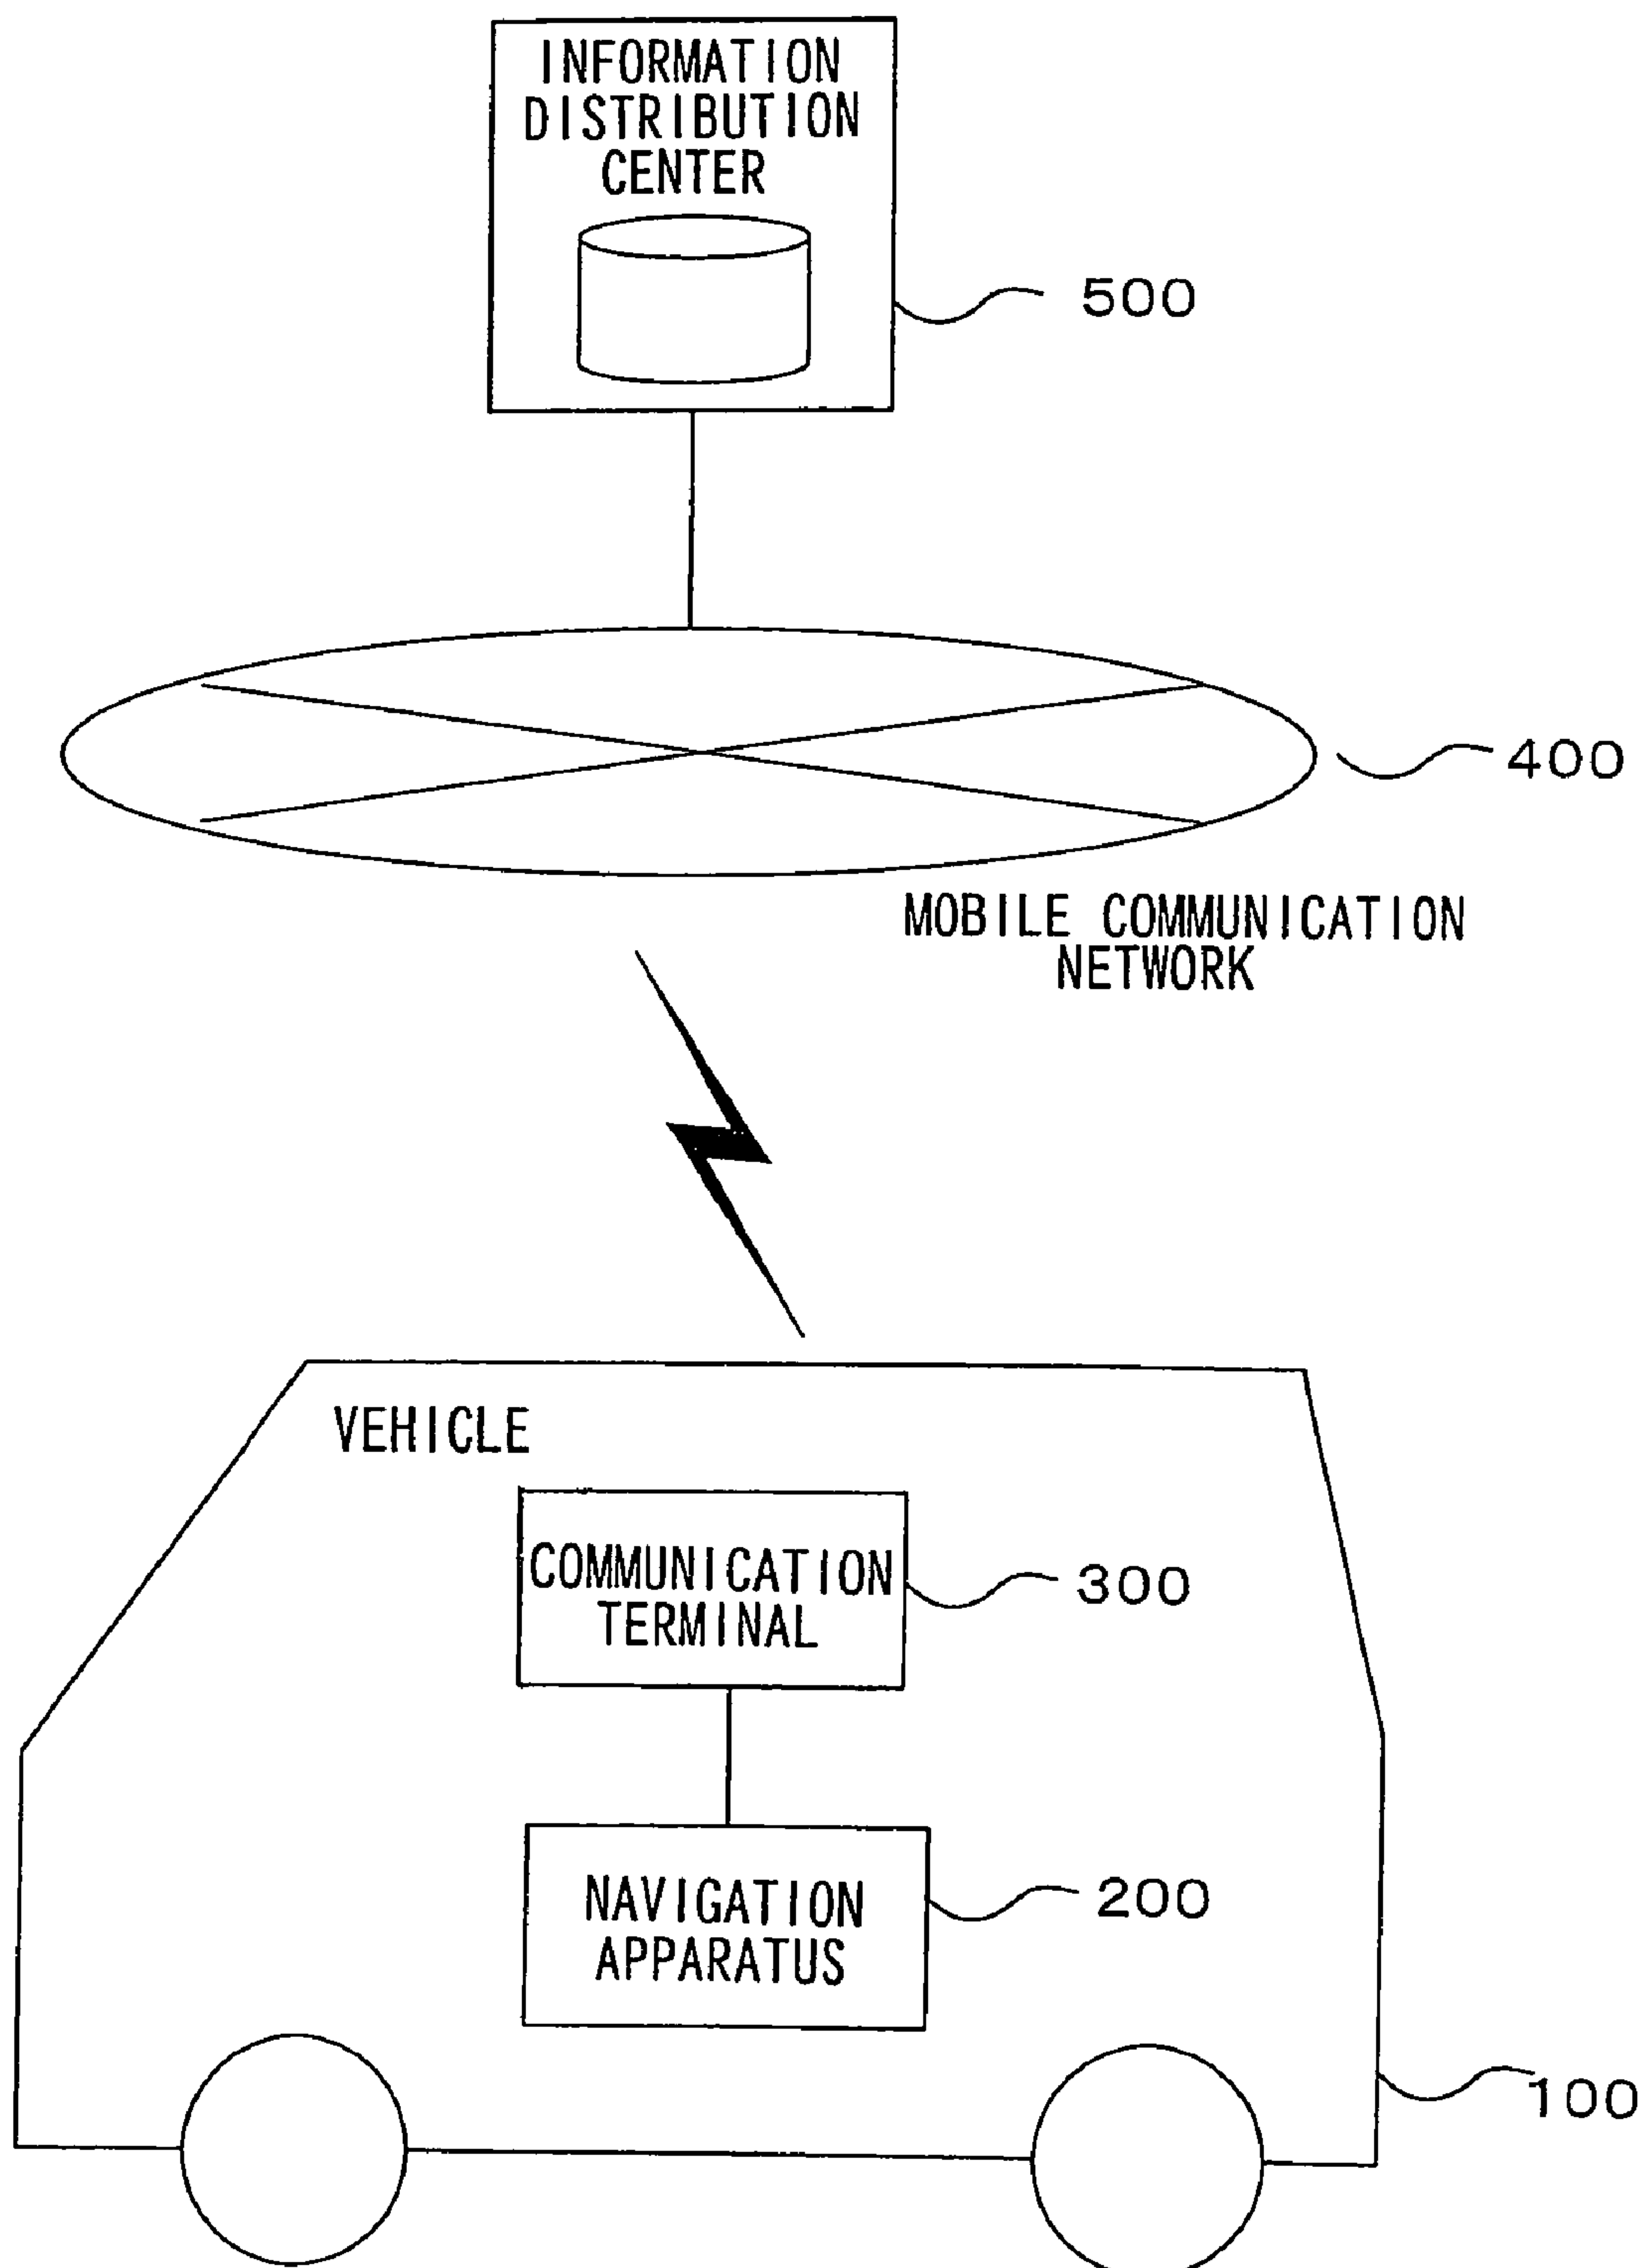 INFORMATION
DISTRIBUTION
CENTER
500
400
MOBILE COMMUNICATION
NETWORK
VEHICLE
COMMUNICATION
TERMINAL
300
NAVIGATION
APPARATUS
200
100